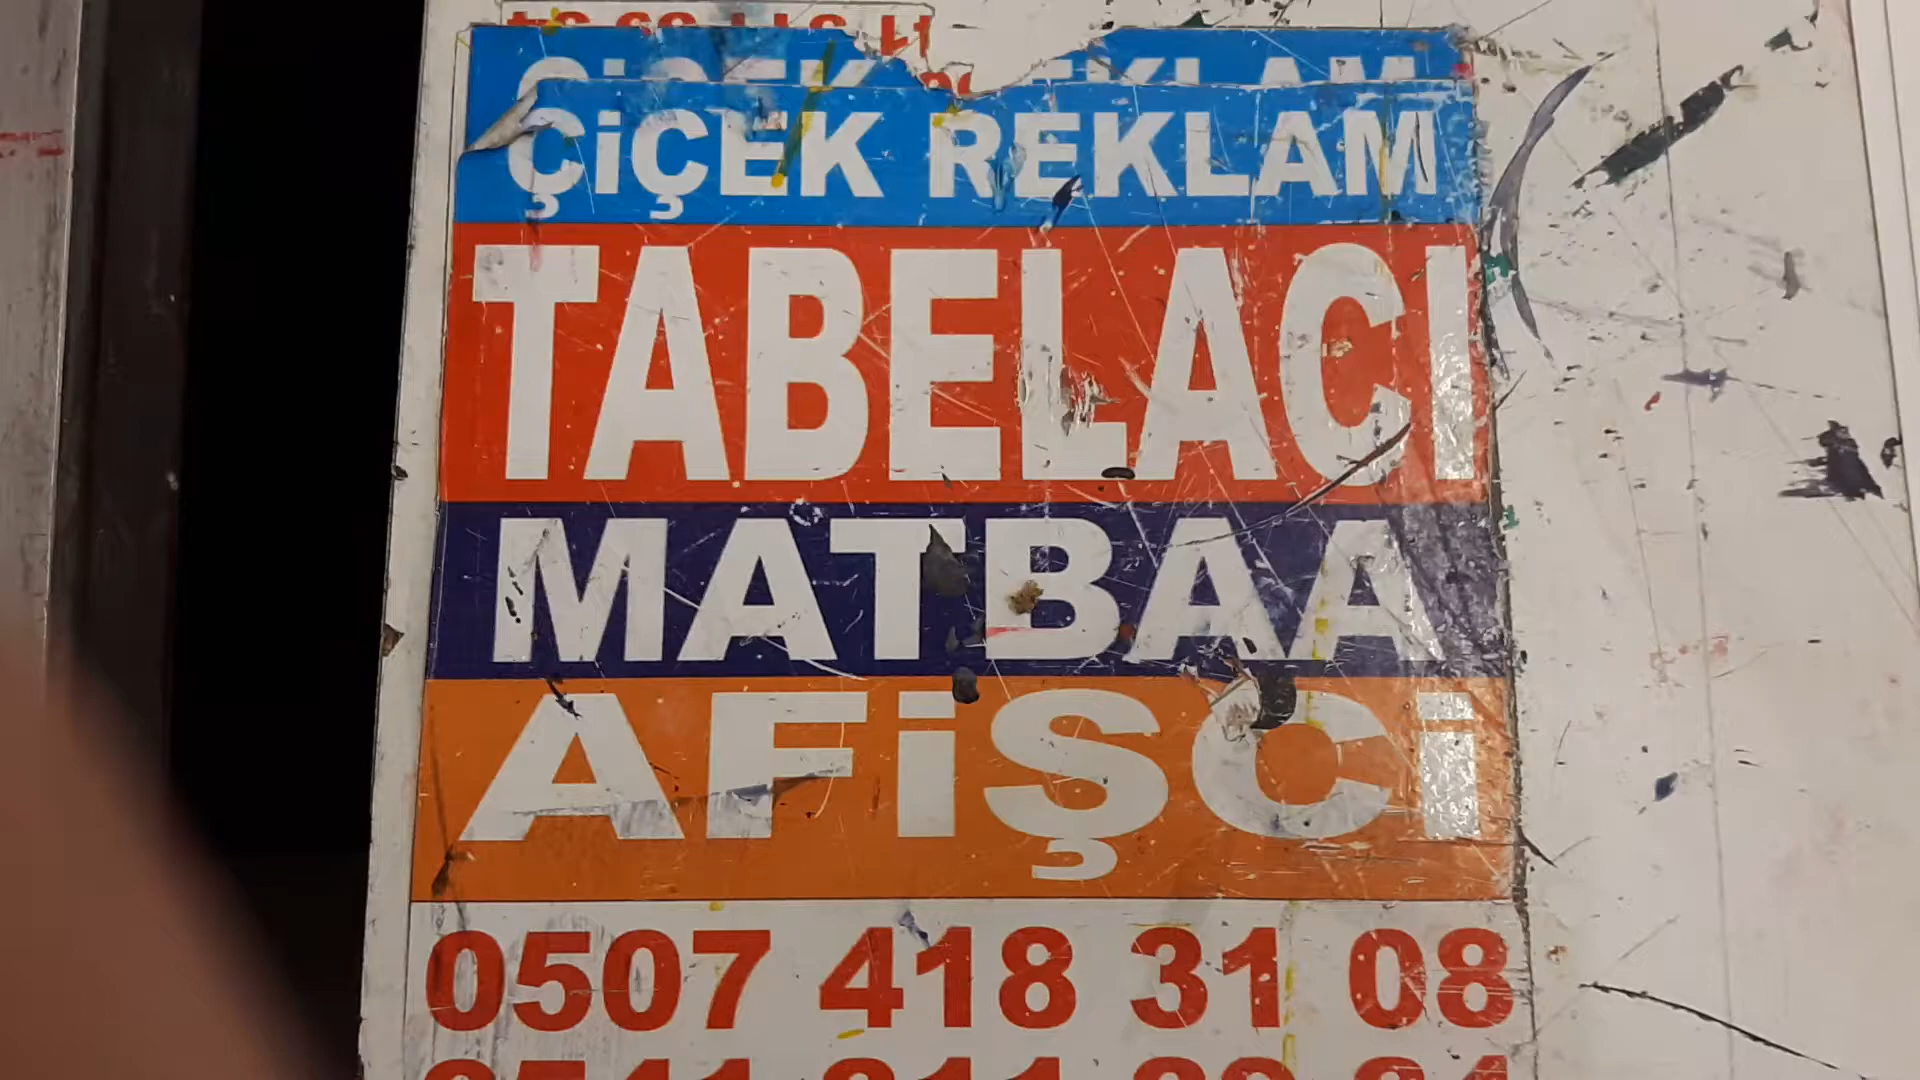 ÇİÇEK REKLAM
ÇİÇEK REKLAM
TABELACI
MATBAA
AFİŞCİ
0507 418 31 08